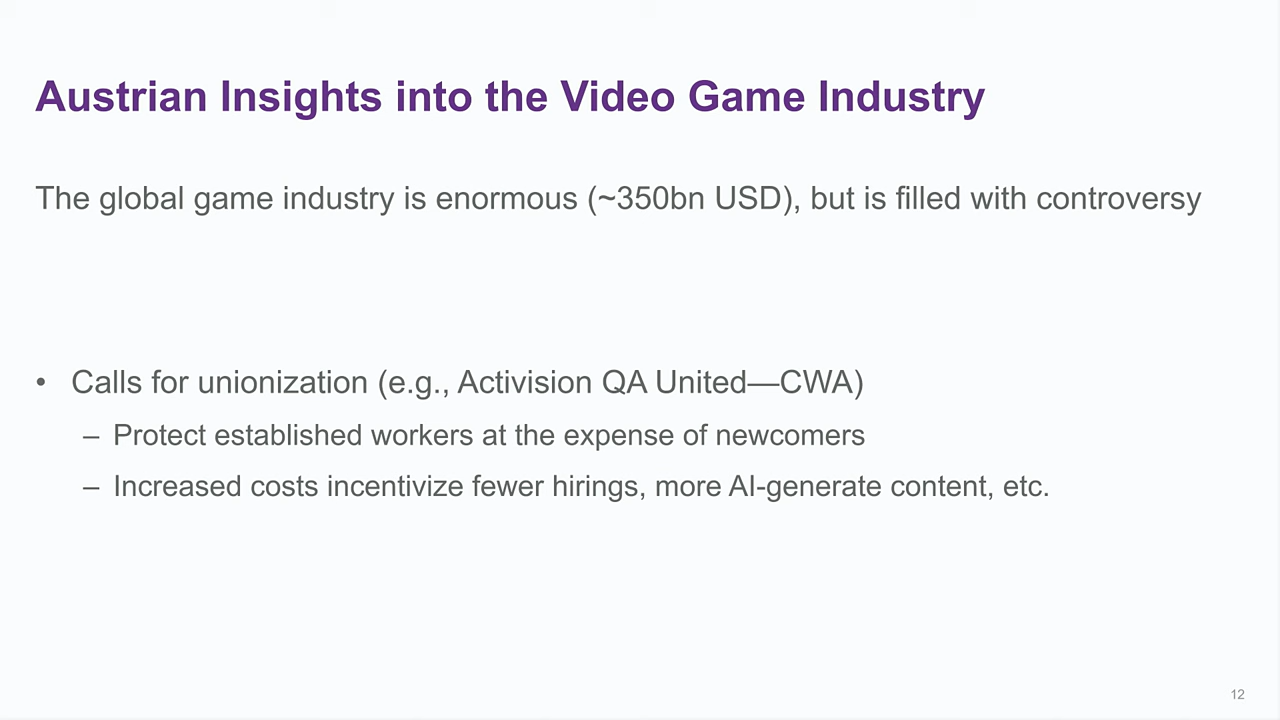 Austrian Insights into the Video Game Industry
The global game industry is enormous (~350bn USD), but is filled with controversy
• Calls for unionization (e.g., Activision QA United—CWA)
– Protect established workers at the expense of newcomers
– Increased costs incentivize fewer hirings, more AI-generate content, etc.
12